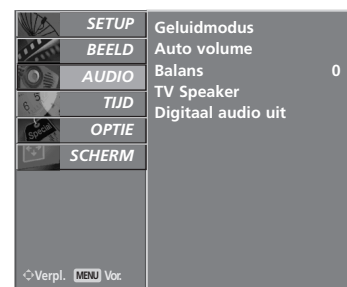 SETUP
BEELD
AUDIO
TIJD
OPTIE
SCHERM
Geluidmodus
Auto volume
Balans 0
TV Speaker
Digitaal audio uit
Special
Verpl. MENU Vor.